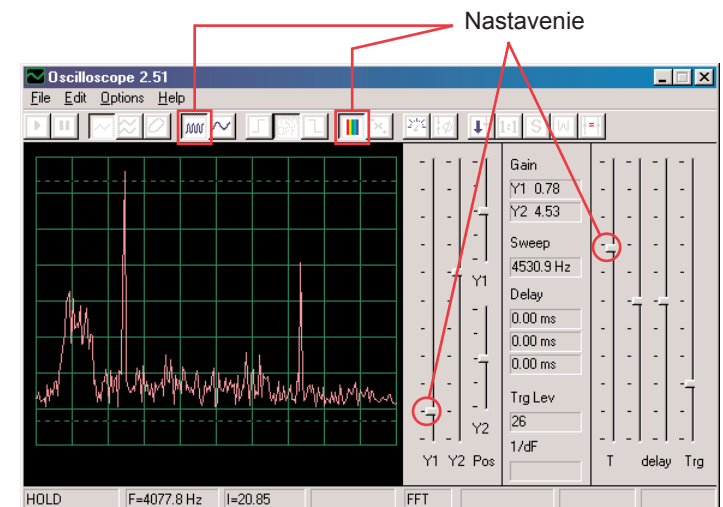 Nastavenie
Oscilloscope 2.51
File Edit Options Help
1:1 S W
Gain
Y1 0.78
Y2 4.53
Sweep
4530.9 Hz
Y1
Delay
0.00 ms
0.00 ms
0.00 ms
Trg Lev
26
Y2
1/dF
Y1 Y2 Pos
T delay Trg
HOLD F=4077.8 Hz I=20.85 FFT